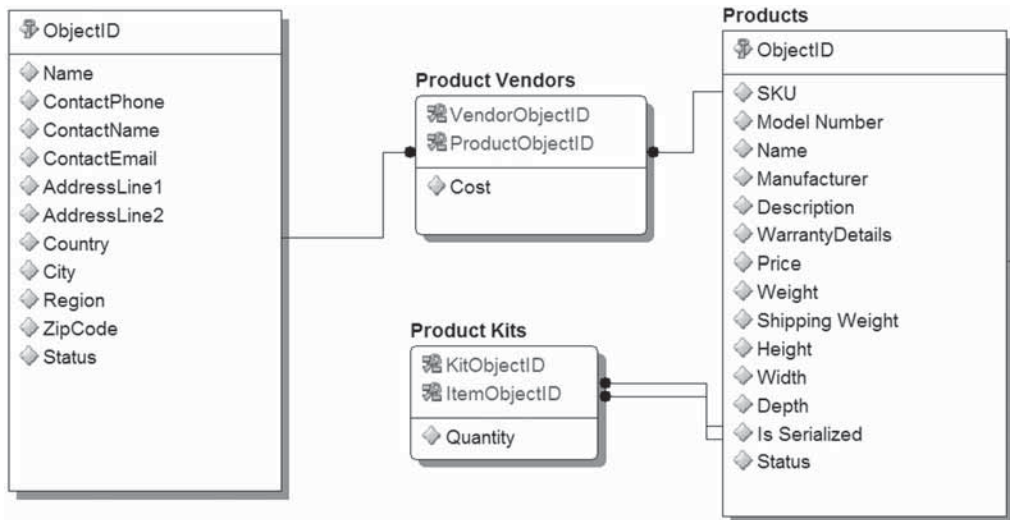 ObjectID
Name
ContactPhone
ContactName
ContactEmail
AddressLine1
AddressLine2
Country
City
Region
ZipCode
Status
Product Vendors
VendorObjectID
ProductObjectID
Cost
Product Kits
KitObjectID
ItemObjectID
Quantity
Products
ObjectID
SKU
Model Number
Name
Manufacturer
Description
WarrantyDetails
Price
Weight
Shipping Weight
Height
Width
Depth
Is Serialized
Status